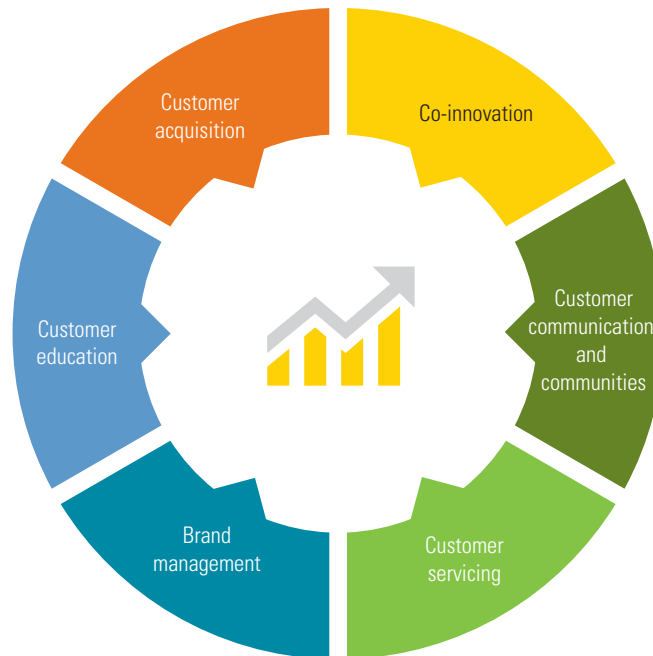 Customer
acquisition
Co-innovation
Customer
education
Customer
communication
and
communities
Brand
management
Customer
servicing